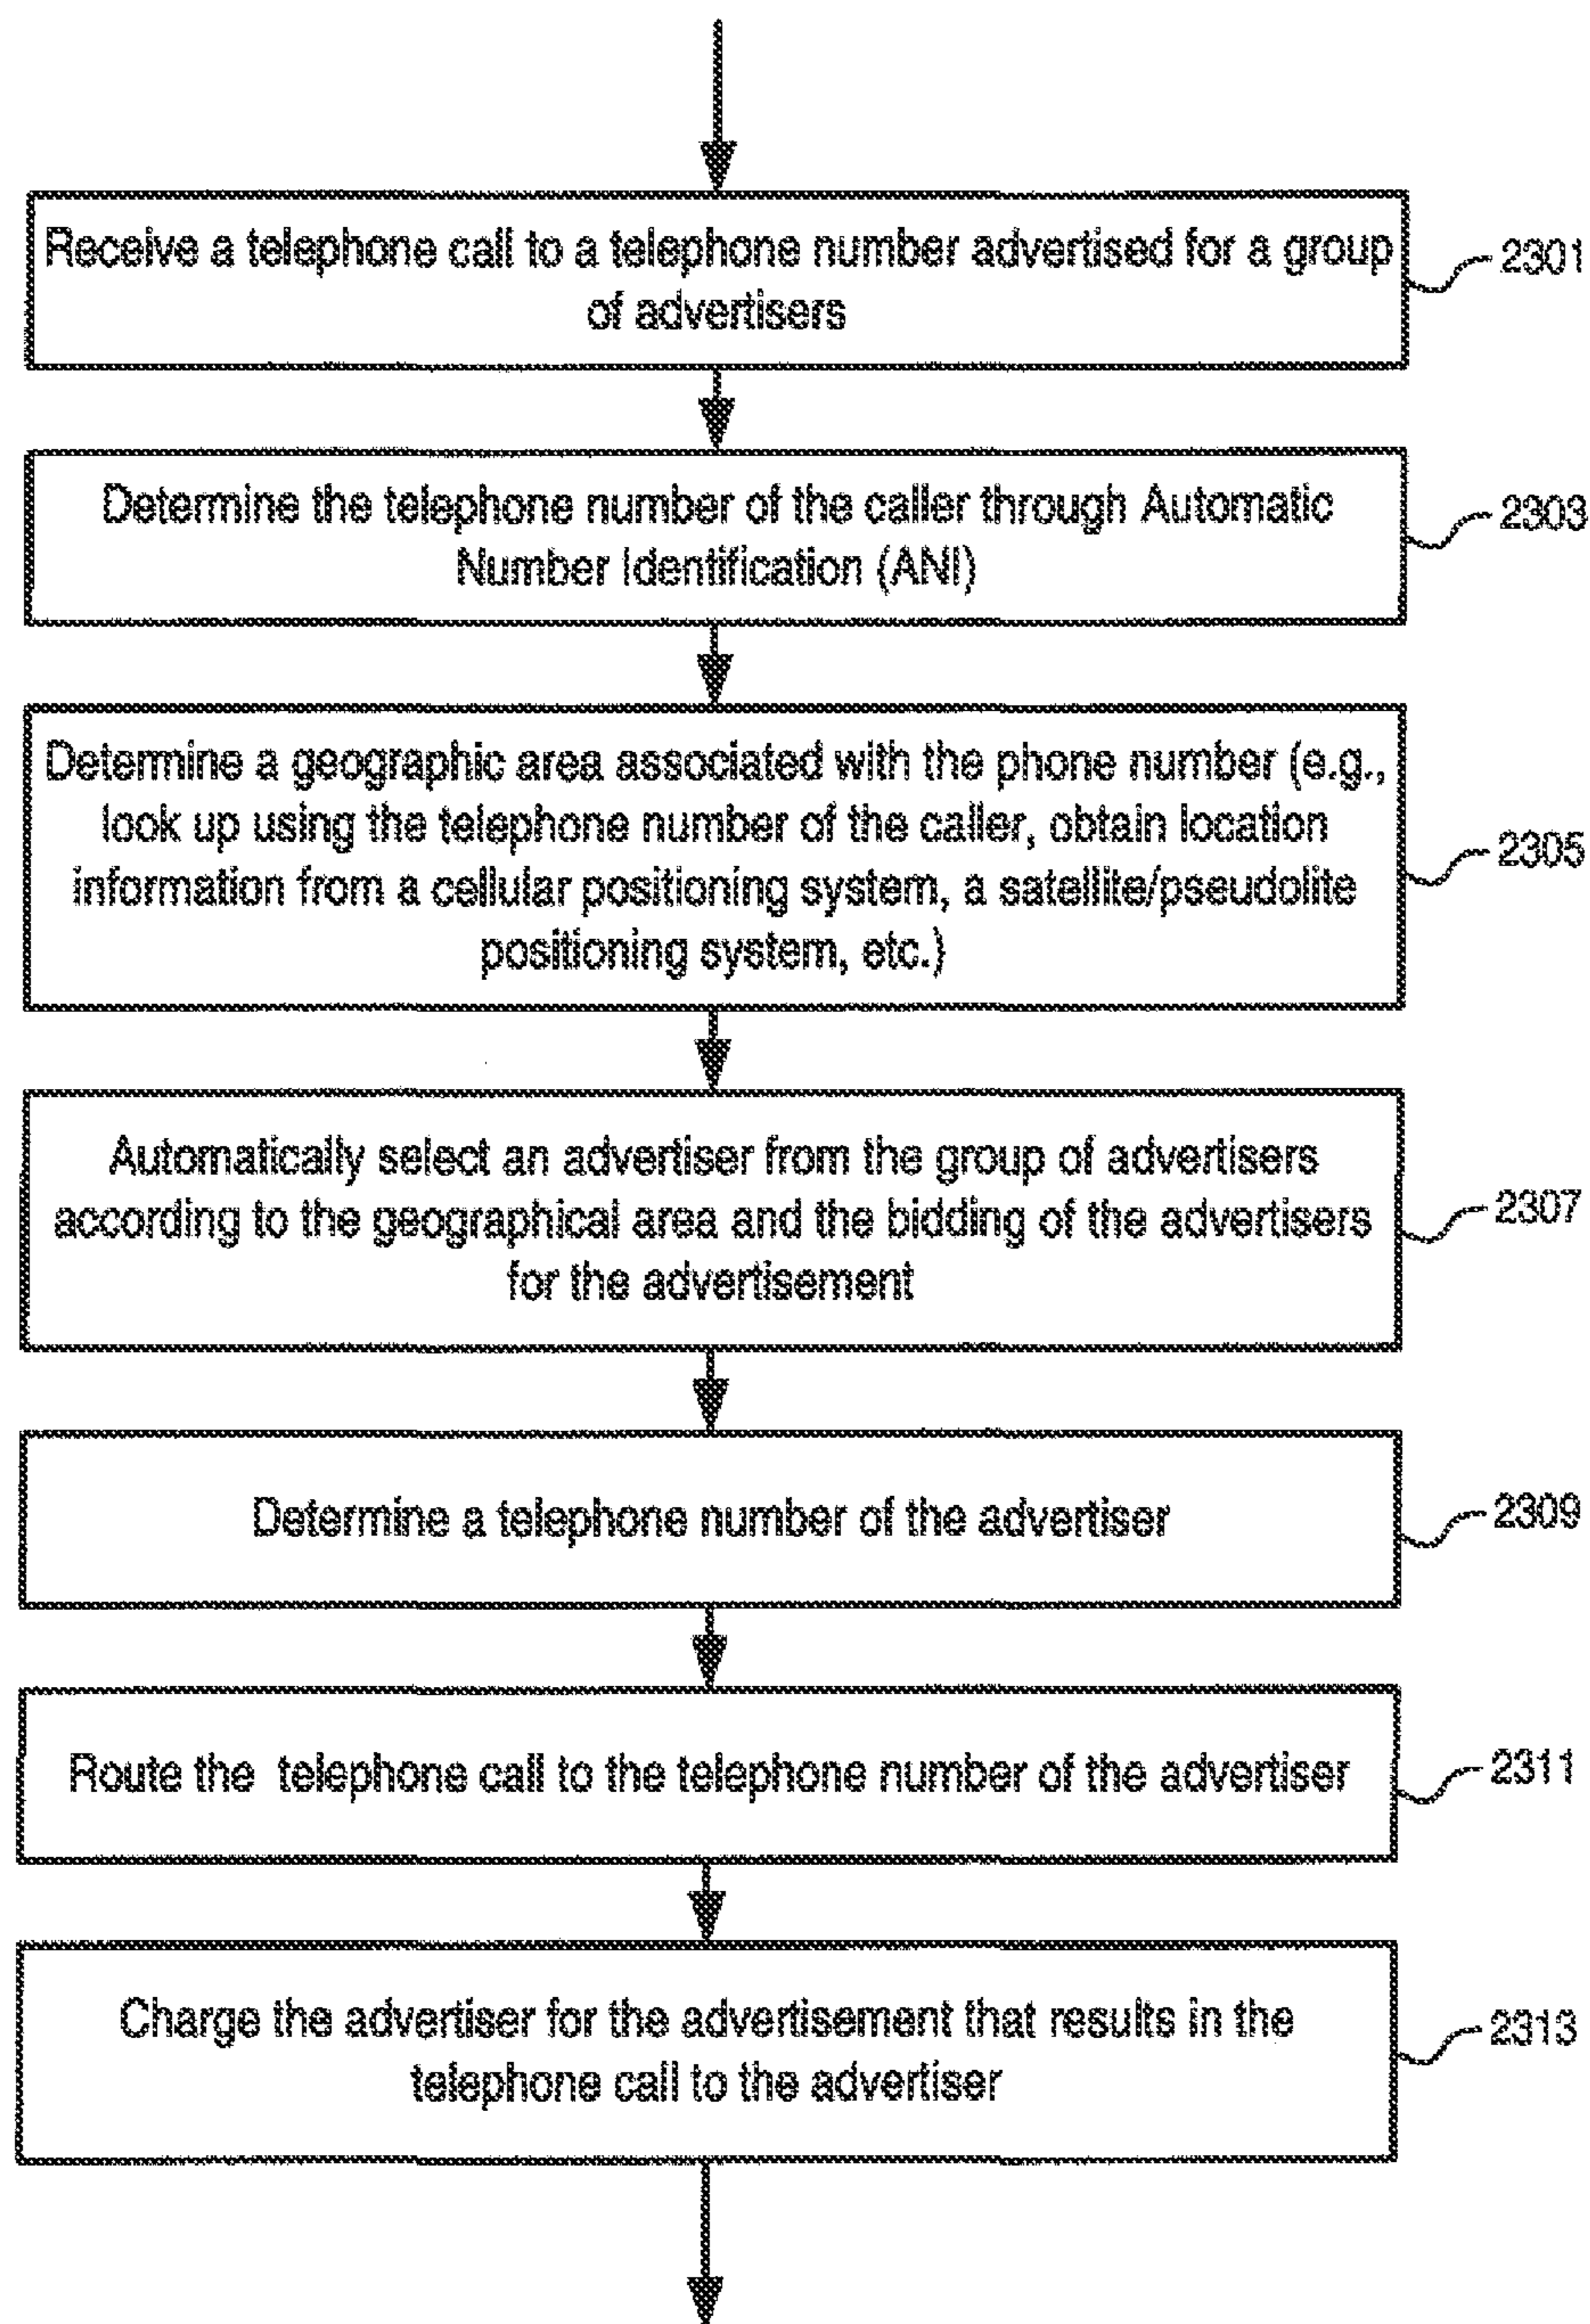 Receive a telephone call to a telephone number advertised for a group
of advertisers
2301
Determine the telephone number of the caller through Automatic
Number Identification (ANI)
2303
Determine a geographic area associated with the phone number (e.g.,
look up using the telephone number of the caller, obtain location
information from a cellular positioning system, a satellite/pseudolite
positioning system, etc.)
2305
Automatically select an advertiser from the group of advertisers
according to the geographical area and the bidding of the advertisers
for the advertisement
2307
Determine a telephone number of the advertiser
2309
Route the telephone call to the telephone number of the advertiser
2311
Charge the advertiser for the advertisement that results in the
telephone call to the advertiser
2313